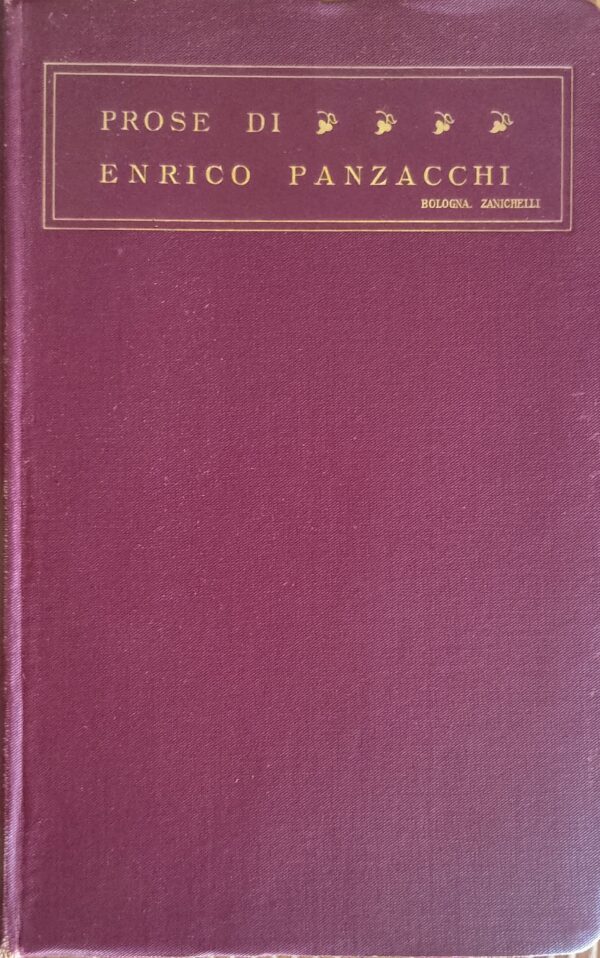 PROSE DI
ENRICO PANZACCHI
BOLOGNA. ZANICHELLI